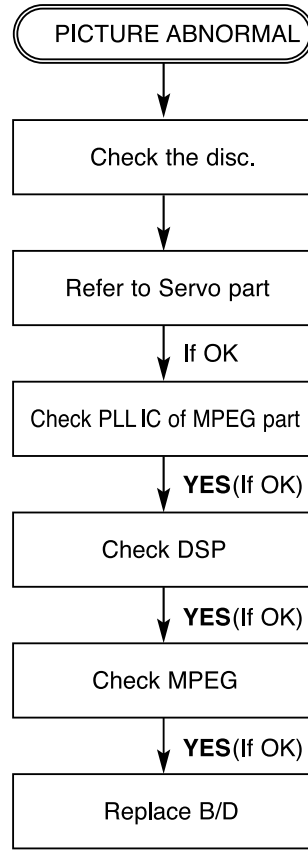 PICTURE ABNORMAL
Check the disc.
Refer to Servo part
If OK
Check PLL IC of MPEG part
YES(If OK)
Check DSP
YES(If OK)
Check MPEG
YES(If OK)
Replace B/D